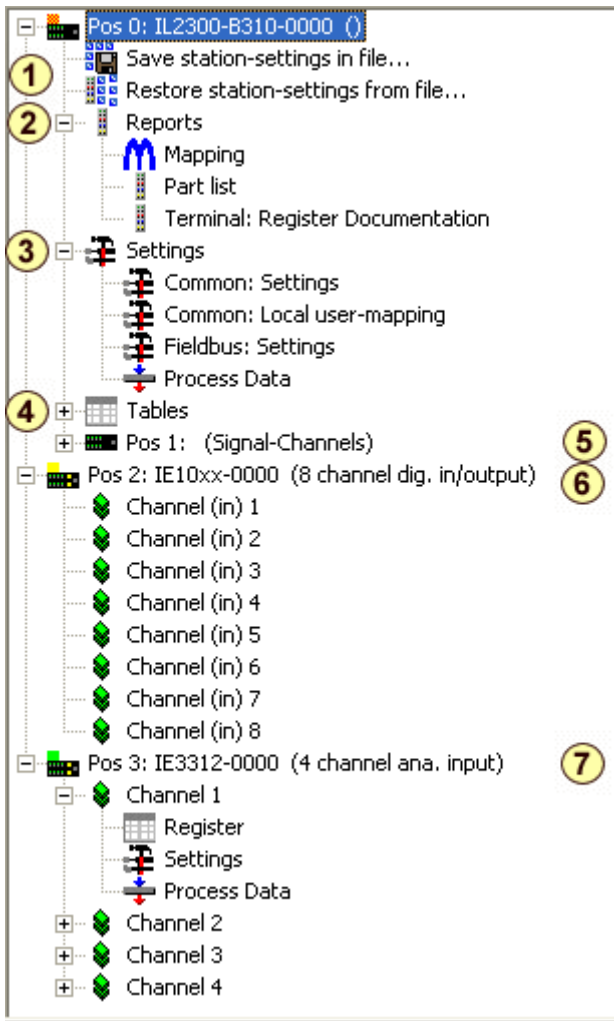 Pos 0: IL2300-B310-0000 ()
1 Save station-settings in file...
Restore station-settings from file...
2 Reports
Mapping
Part list
Terminal: Register Documentation
3 Settings
Common: Settings
Common: Local user-mapping
Fieldbus: Settings
Process Data
4 Tables
Pos 1: (Signal-Channels) 5
Pos 2: IE10xx-0000 (8 channel dig. in/output) 6
Channel (in) 1
Channel (in) 2
Channel (in) 3
Channel (in) 4
Channel (in) 5
Channel (in) 6
Channel (in) 7
Channel (in) 8
Pos 3: IE3312-0000 (4 channel ana. input) 7
Channel 1
Register
Settings
Process Data
Channel 2
Channel 3
Channel 4